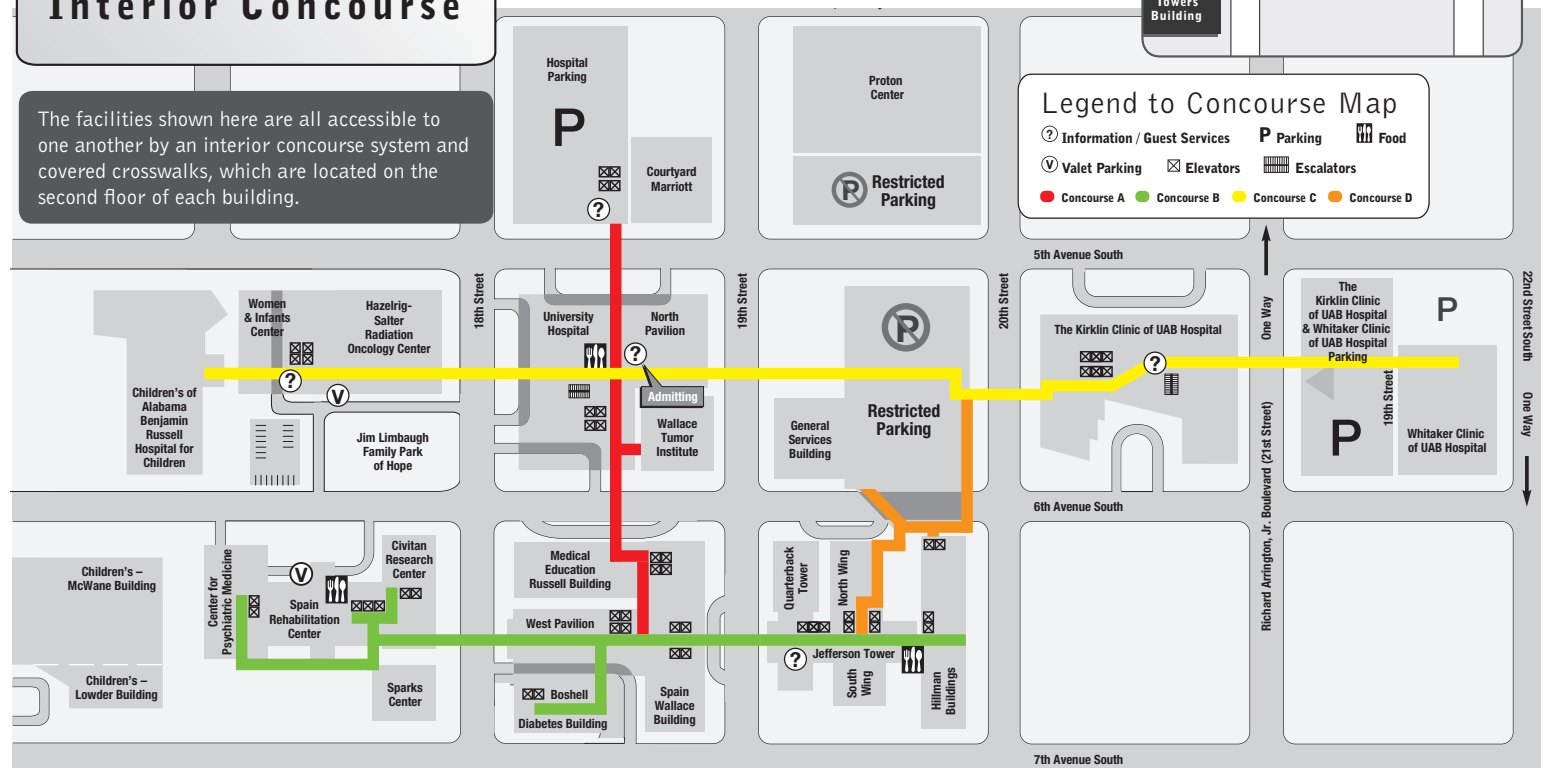 Interior Concourse
Towers
Building
The facilities shown here are all accessible to
one another by an interior concourse system and
covered crosswalks, which are located on the
second floor of each building.
Hospital
Parking
P
Courtyard
Marriott
?
Proton
Center
P
Restricted
Parking
Legend to Concourse Map
? Information / Guest Services
P Parking
Food
V Valet Parking
Elevators
Escalators
Concourse A
Concourse B
Concourse C
Concourse D
5th Avenue South
18th Street
19th Street
20th Street
One Way
22nd Street South
One Way
Women
& Infants
Center
Hazelrig-
Salter
Radiation
Oncology Center
University
Hospital
North
Pavilion
?
P
The Kirklin Clinic of UAB Hospital
?
The
Kirklin Clinic
of UAB Hospital
& Whitaker Clinic
of UAB Hospital
Parking
P
?
V
Admitting
Children's of
Alabama
Benjamin
Russell
Hospital for
Children
Jim Limbaugh
Family Park
of Hope
Wallace
Tumor
Institute
General
Services
Building
Restricted
Parking
19th Street
P
Whitaker Clinic
of UAB Hospital
6th Avenue South
Richard Arrington, Jr. Boulevard (21st Street)
Children's –
McWane Building
Center for
Psychiatric Medicine
V
Spain
Rehabilitation
Center
Civitan
Research
Center
Medical
Education
Russell Building
West Pavilion
Quarterback
Tower
North Wing
?
Jefferson Tower
South
Wing
Hillman
Buildings
Children's –
Lowder Building
Sparks
Center
Boshell
Diabetes Building
Spain
Wallace
Building
7th Avenue South